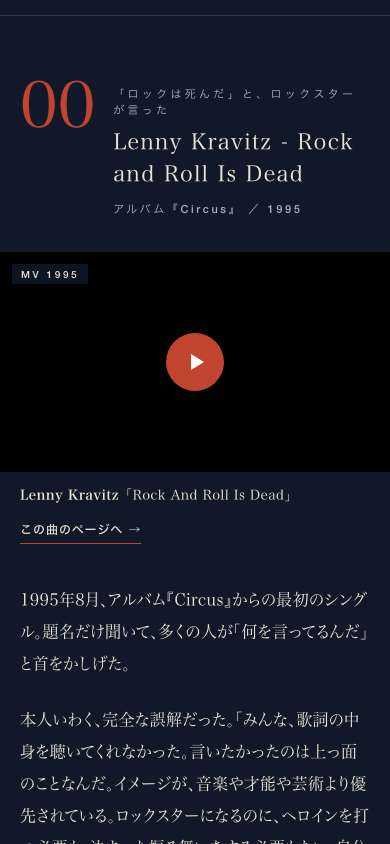 00
「ロックは死んだ」と、ロックスター
が言った
Lenny Kravitz - Rock
and Roll Is Dead
アルバム『Circus』 ／ 1995
MV 1995
Lenny Kravitz「Rock And Roll Is Dead」
この曲のページへ →
1995年8月、アルバム『Circus』からの最初のシング
ル。題名だけ聞いて、多くの人が「何を言ってるんだ」
と首をかしげた。
本人いわく、完全な誤解だった。「みんな、歌詞の中
身を聴いてくれなかった。言いたかったのは上っ面
のことなんだ。イメージが、音楽や才能や芸術より優
先されている。ロックスターになるのに、ヘロインを打